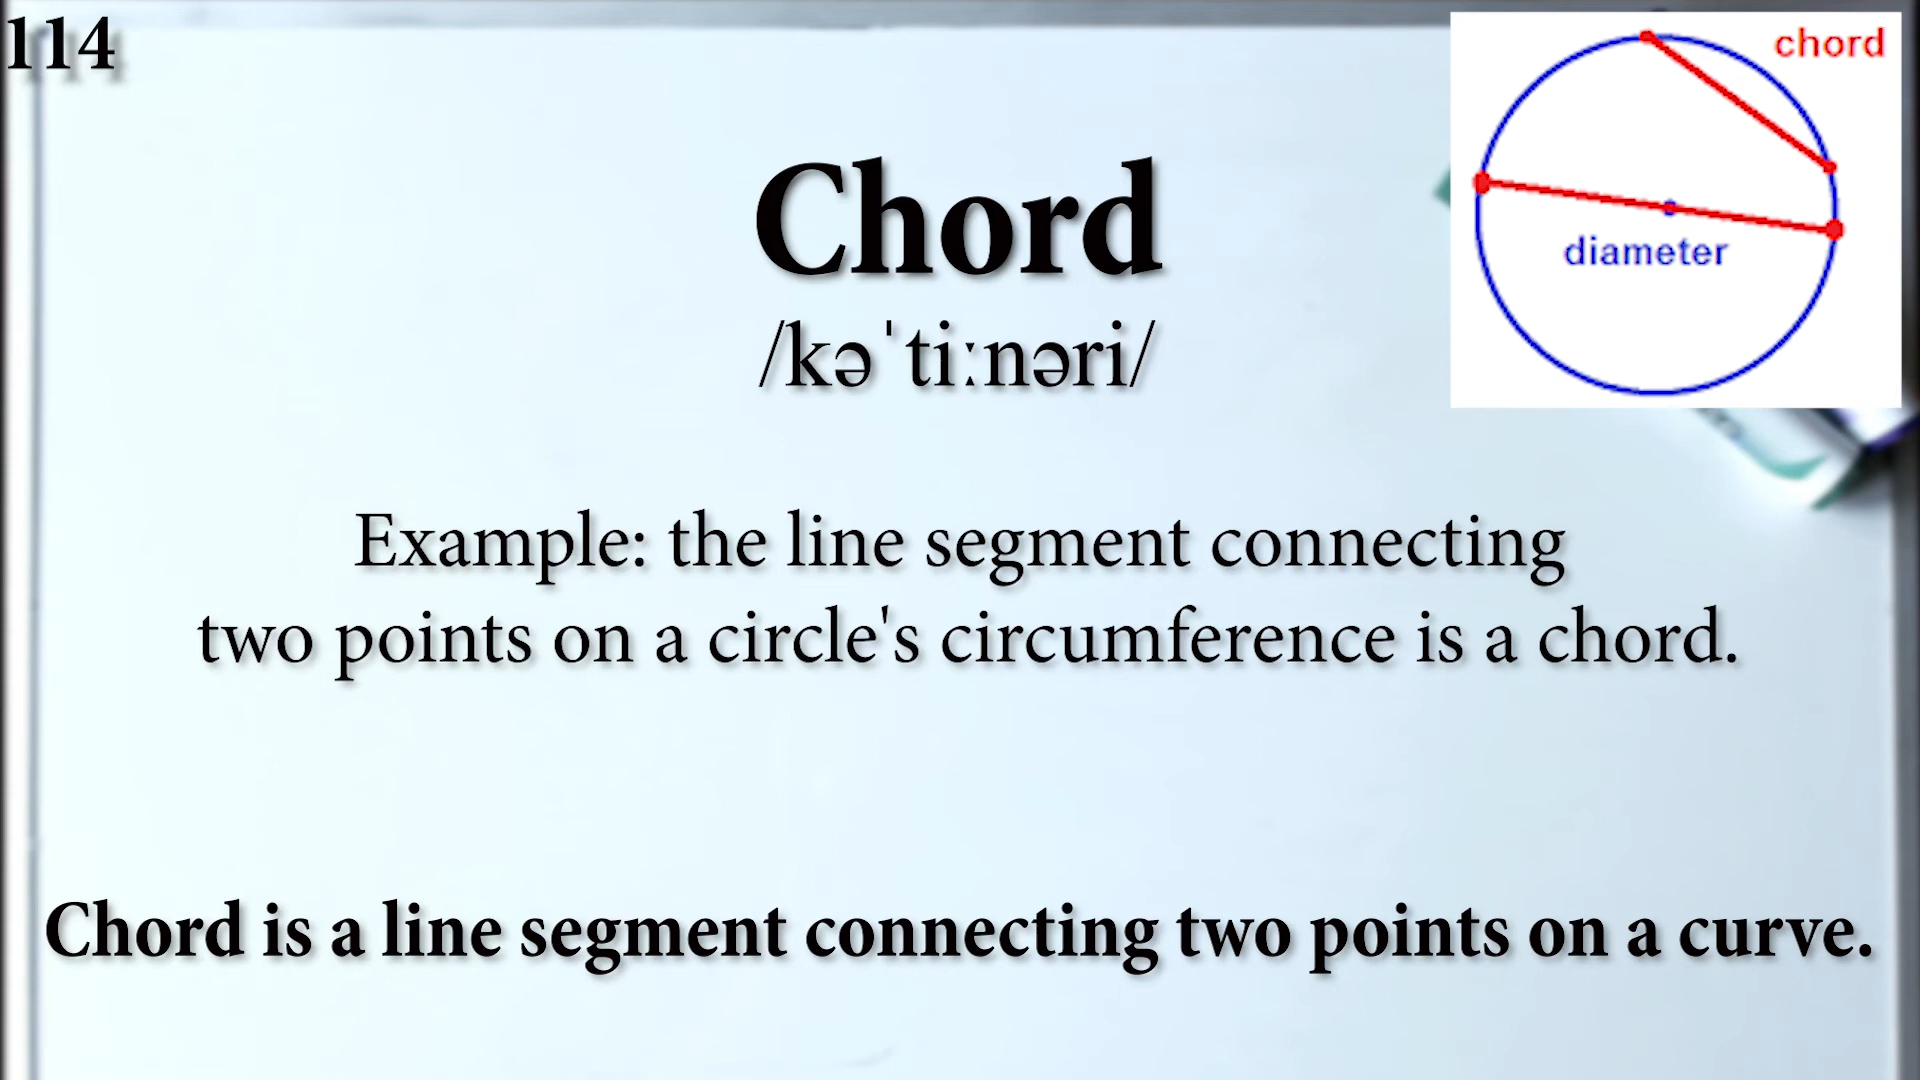 114
chord
diameter
Chord
/kəˈtiːnəri/
Example: the line segment connecting
two points on a circle's circumference is a chord.
Chord is a line segment connecting two points on a curve.